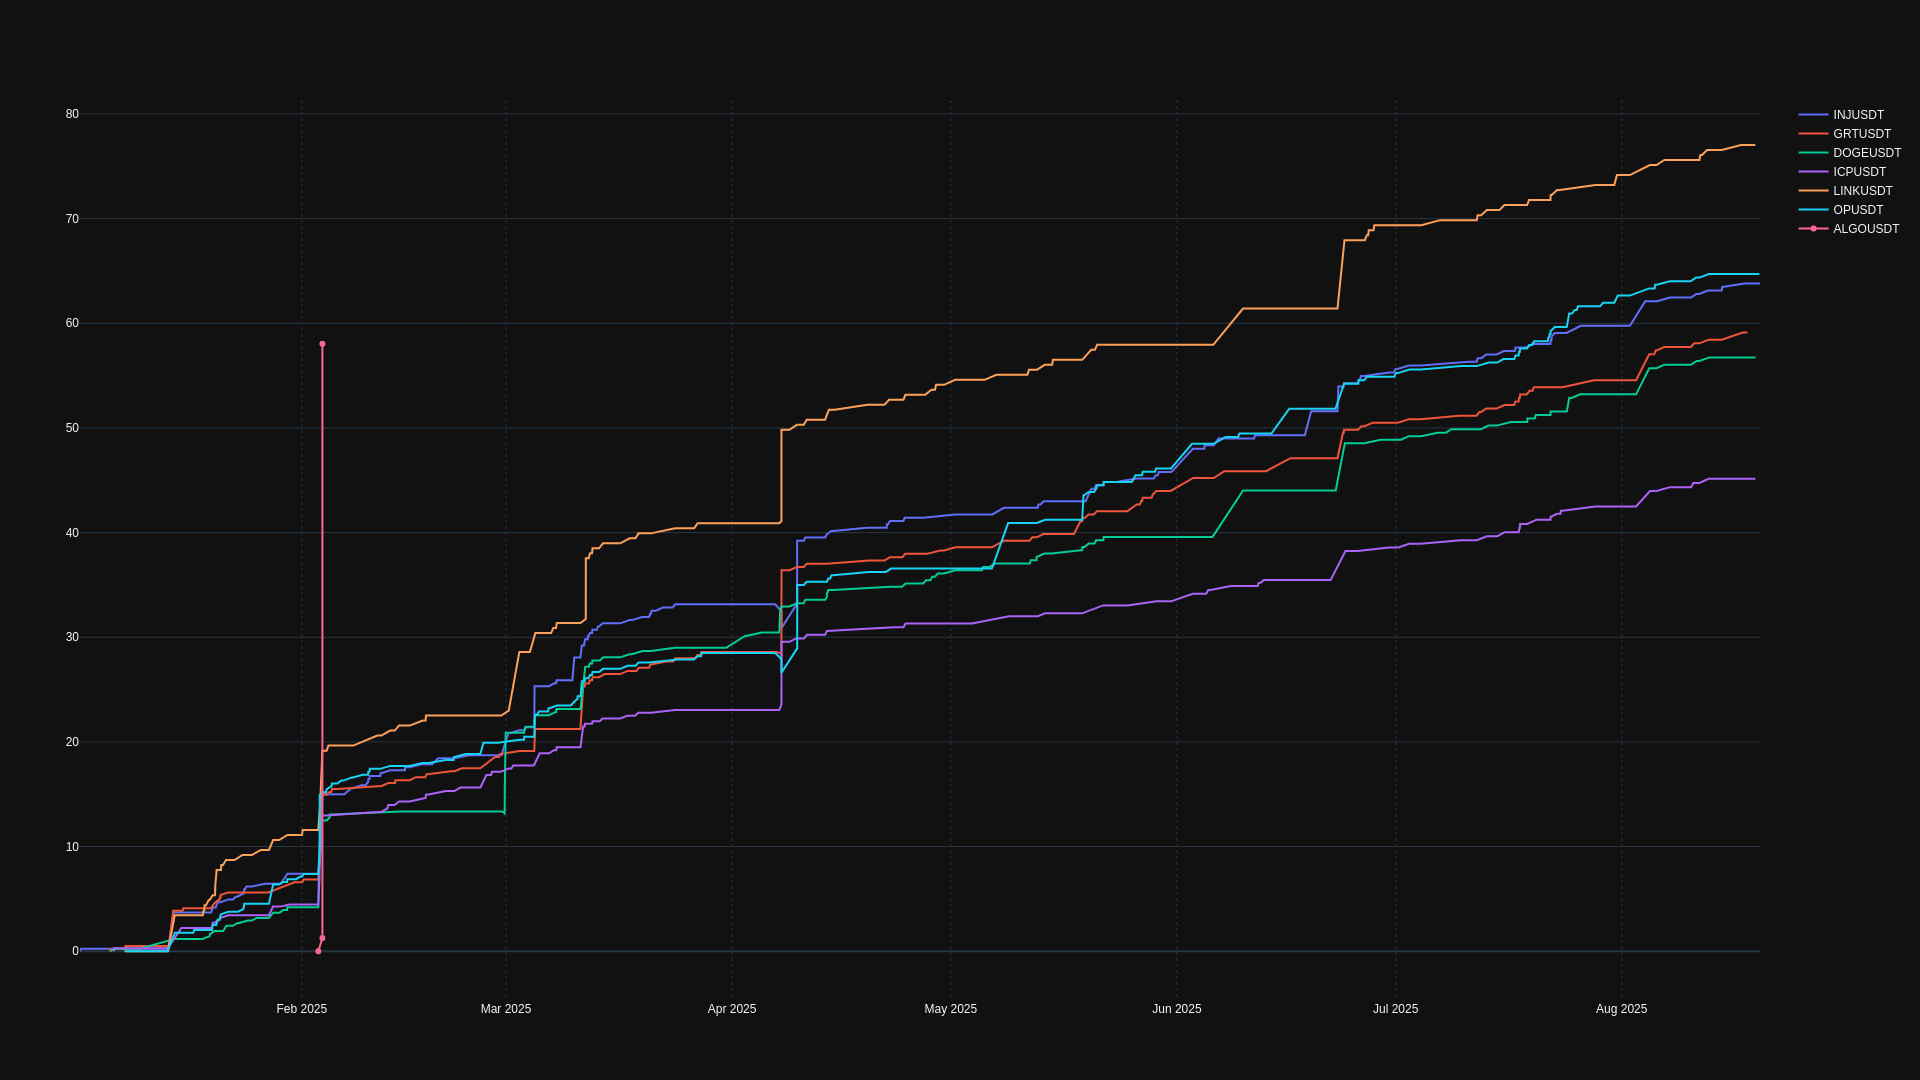 80
70
60
50
40
30
20
10
0
Feb 2025
Mar 2025
Apr 2025
May 2025
Jun 2025
Jul 2025
Aug 2025
INJUSDT
GRTUSDT
DOGEUSDT
ICPUSDT
LINKUSDT
OPUSDT
ALGOUSDT